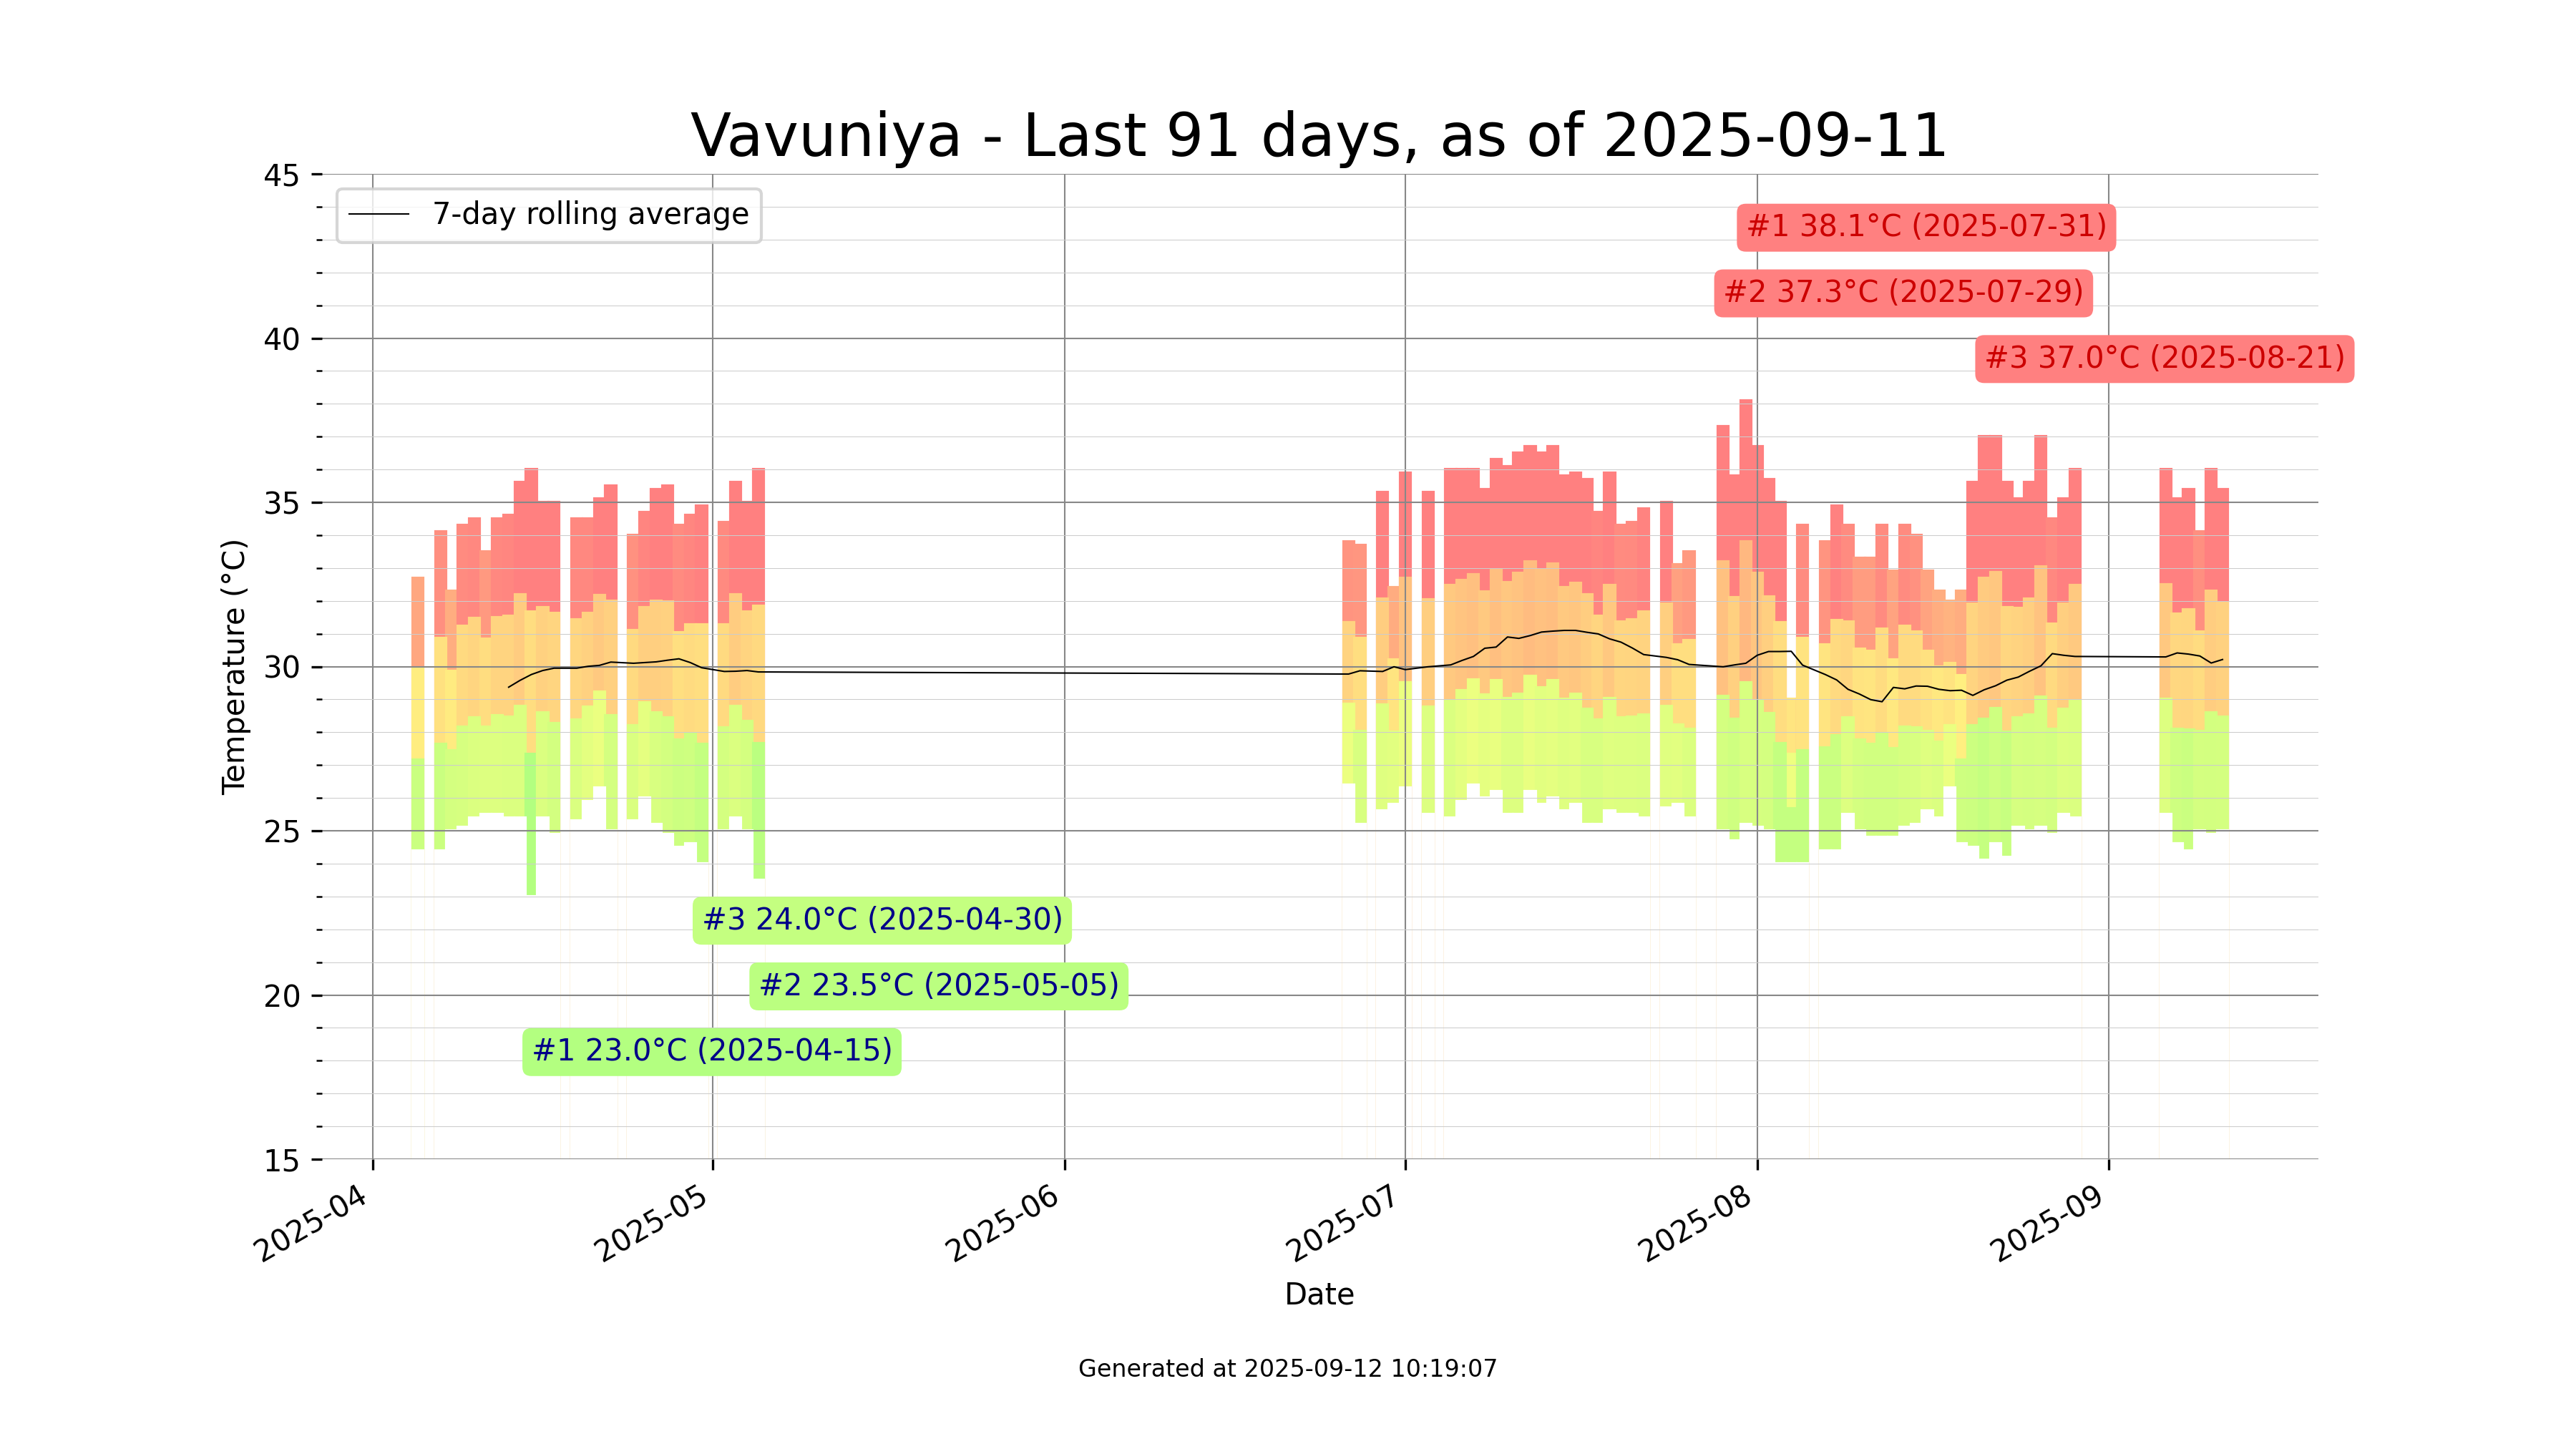 Vavuniya - Last 91 days, as of 2025-09-11
7-day rolling average
#1 38.1°C (2025-07-31)
#2 37.3°C (2025-07-29)
#3 37.0°C (2025-08-21)
#3 24.0°C (2025-04-30)
#2 23.5°C (2025-05-05)
#1 23.0°C (2025-04-15)
Temperature (°C)
45
40
35
30
25
20
15
2025-04
2025-05
2025-06
2025-07
2025-08
2025-09
Date
Generated at 2025-09-12 10:19:07